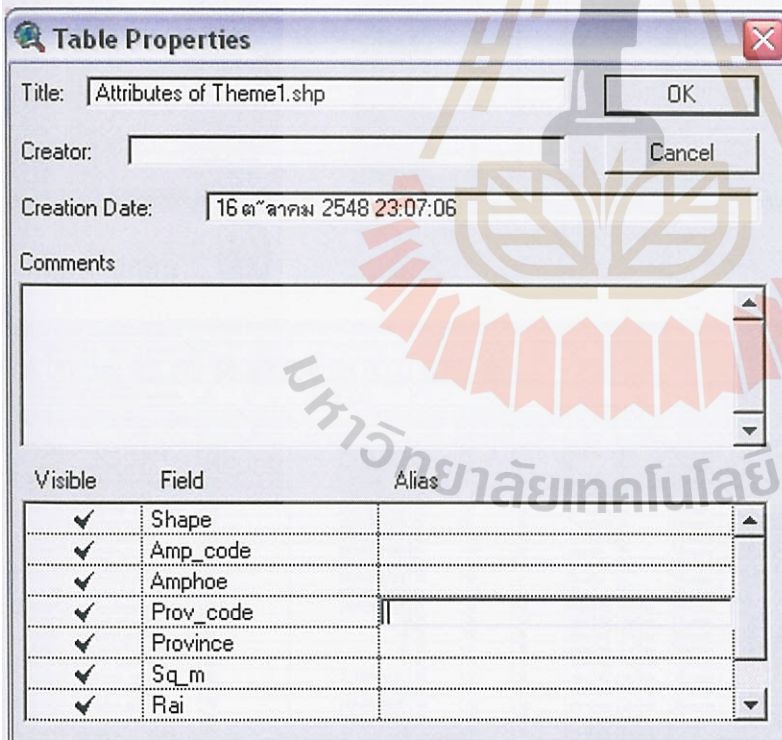 Table Properties
Title: Attributes of Theme1.shp OK
Creator: Cancel
Creation Date: 16 ต ̃ลาคม 2548 23:07:06
Comments
มหาวิทยาลัยเทคโนโลยี
Visible Field Alias
Shape
Amp_code
Amphoe
Prov_code
Province
Sq_m
Rai